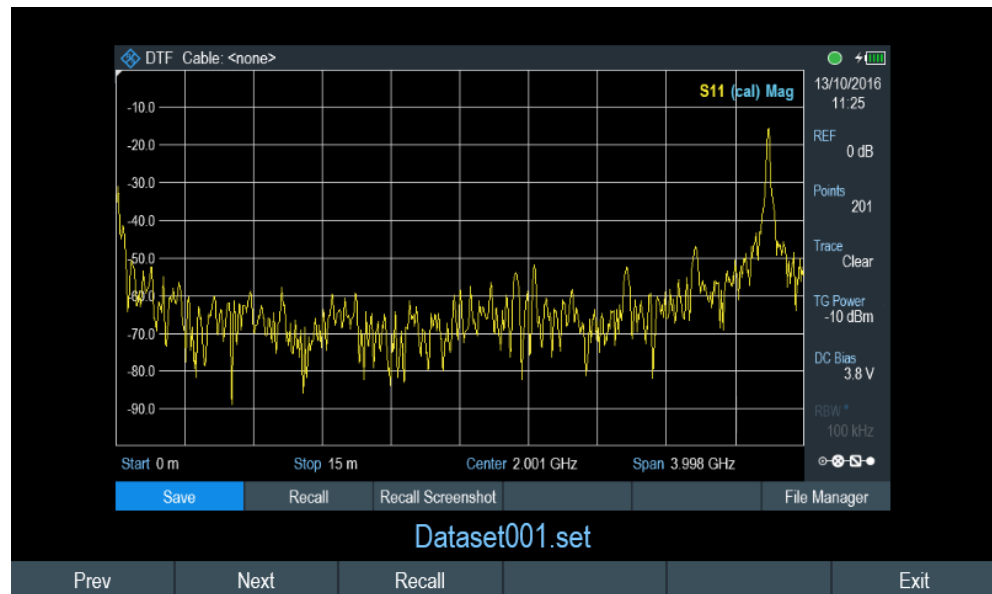 DTF Cable: <none>
S11 (cal) Mag
13/10/2016
11:25
-10.0
-20.0
-30.0
-40.0
-50.0
-60.0
-70.0
-80.0
-90.0
REF
0 dB
Points
201
Trace
Clear
TG Power
-10 dBm
DC Bias
3.8 V
RBW *
100 kHz
Start 0 m Stop 15 m Center 2.001 GHz Span 3.998 GHz
Save Recall Recall Screenshot File Manager
Dataset001.set
Prev Next Recall Exit